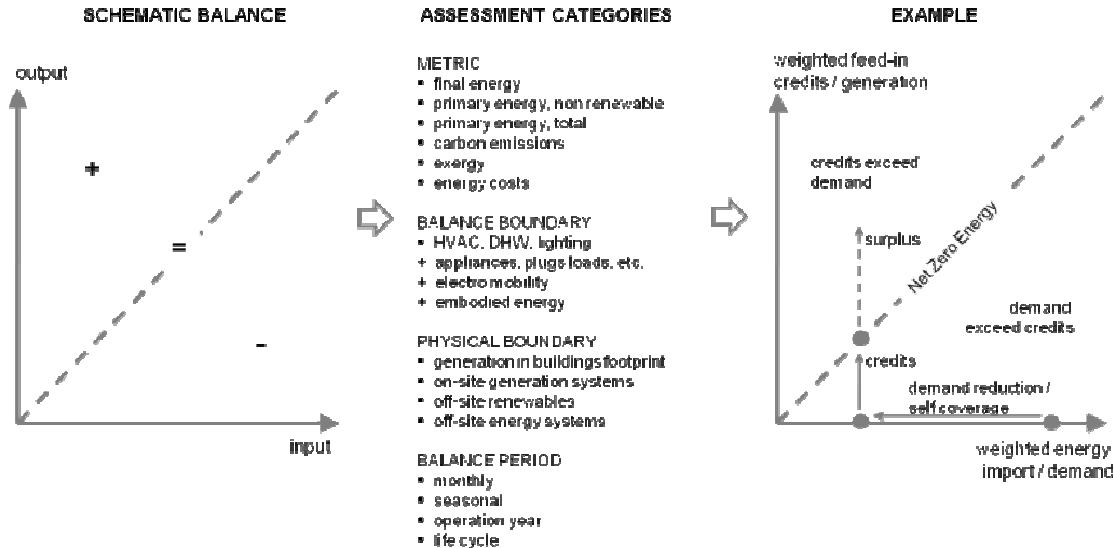 SCHEMATIC BALANCE
output
+
=
-
input
ASSESSMENT CATEGORIES
METRIC
• final energy
• primary energy, non renewable
• primary energy, total
• carbon emissions
• exergy
• energy costs
BALANCE BOUNDARY
• HVAC, DHW, lighting
+ appliances, plugs loads, etc.
+ electro mobility
+ embodied energy
PHYSICAL BOUNDARY
• generation in buildings footprint
• on-site generation systems
• off-site renewables
• off-site energy systems
BALANCE PERIOD
• monthly
• seasonal
• operation year
• life cycle
EXAMPLE
weighted feed-in
credits / generation
credits exceed
demand
surplus
Net Zero Energy
demand
exceed credits
credits
demand reduction /
self coverage
weighted energy
import / demand